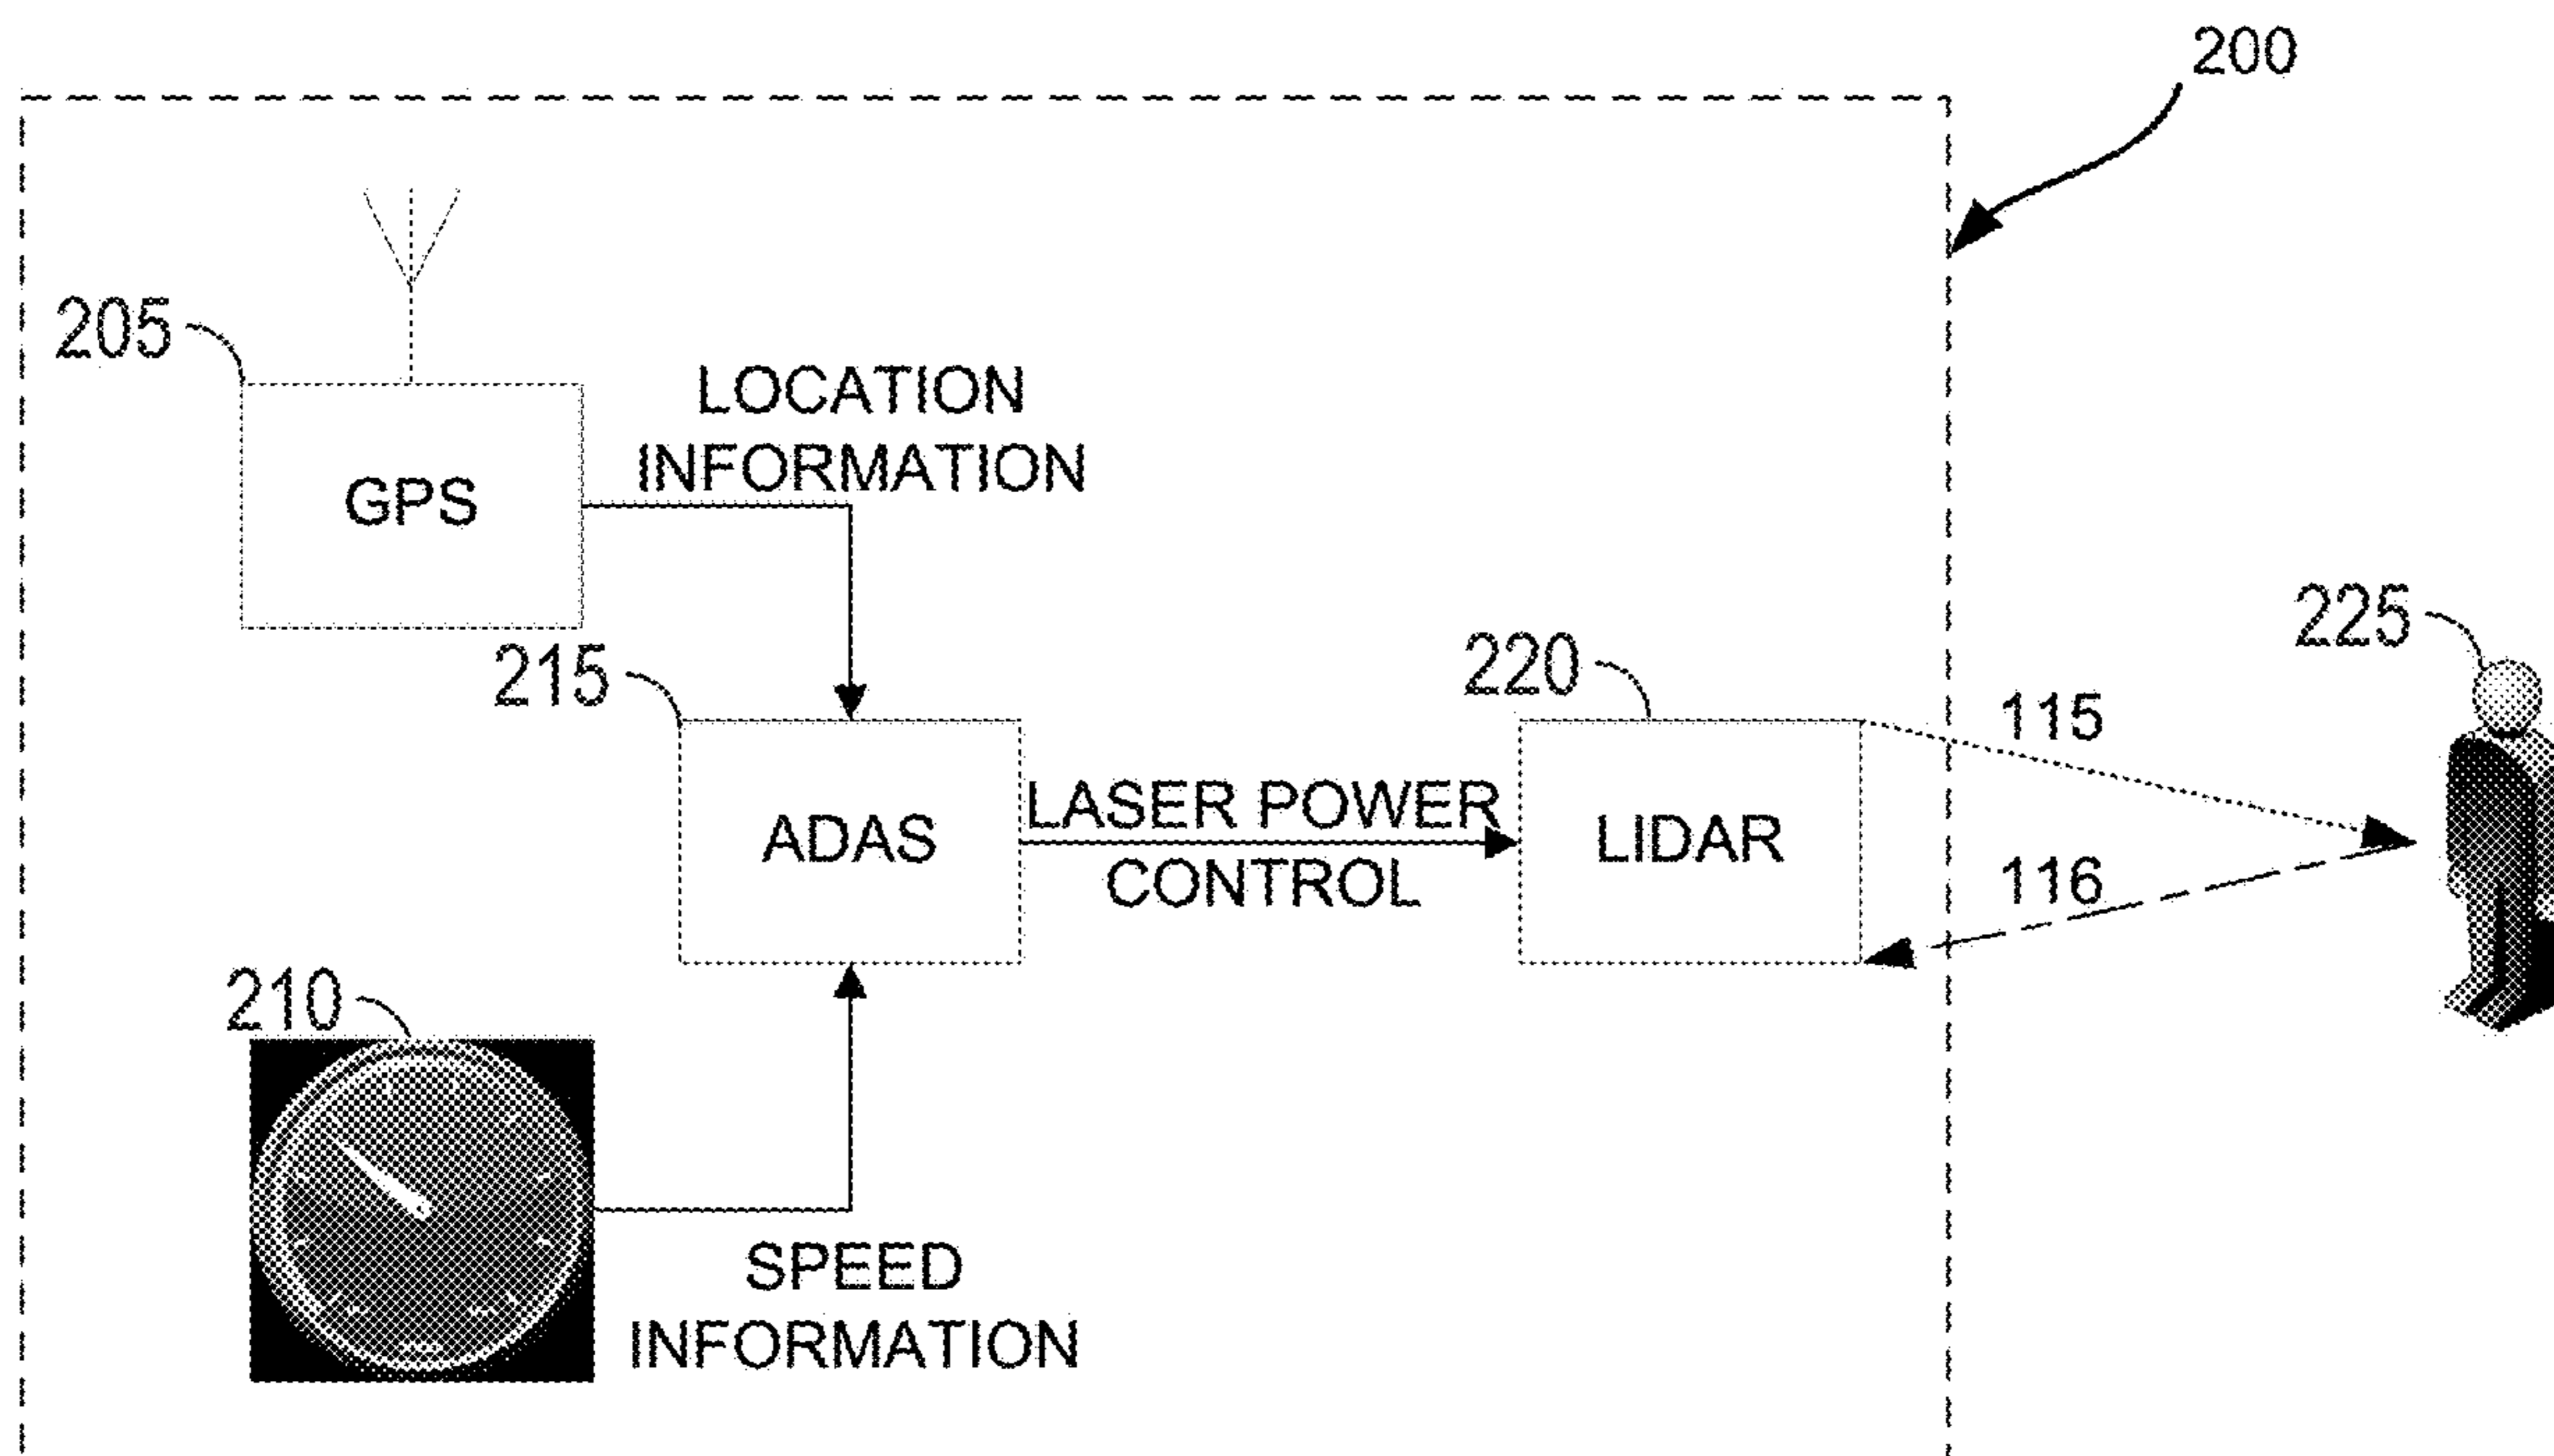 200
205
LOCATION
INFORMATION
GPS
225
215
220
115
LASER POWER
ADAS
LIDAR
CONTROL
116
210
SPEED
INFORMATION